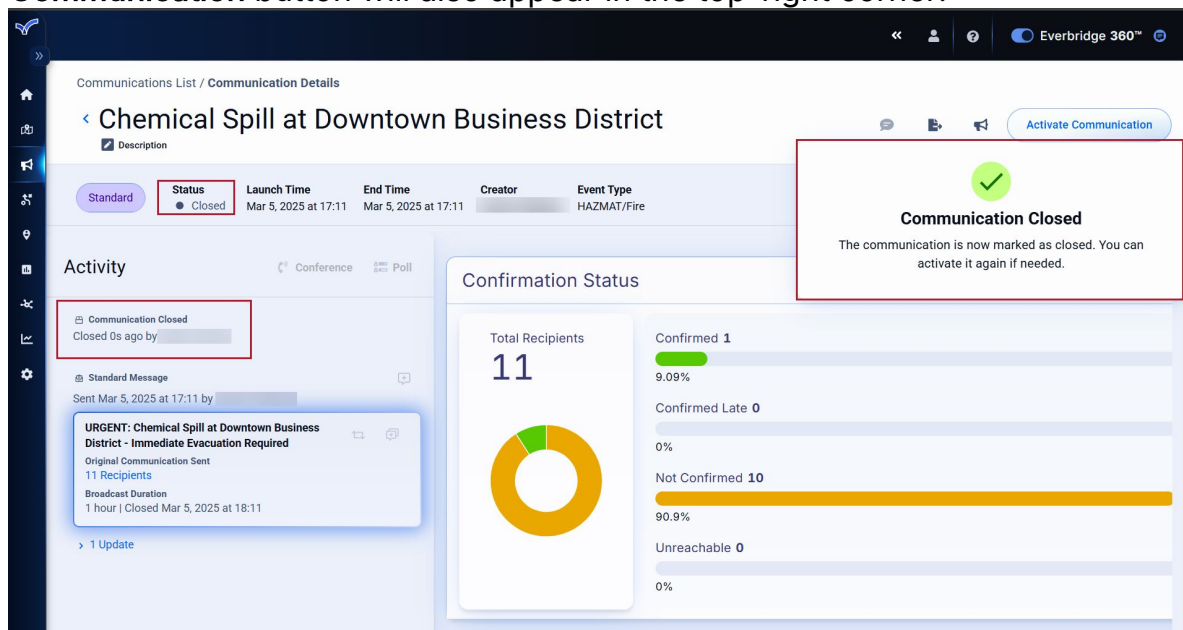 Communication button will also appear in the top-right corner.
Everbridge 360™
Communications List / Communication Details
Chemical Spill at Downtown Business District
Description
Activate Communication
Standard
Status
Closed
Launch Time
Mar 5, 2025 at 17:11
End Time
Mar 5, 2025 at 17:11
Creator
Event Type
HAZMAT/Fire
Communication Closed
The communication is now marked as closed. You can
activate it again if needed.
Activity
Conference
Poll
Communication Closed
Closed 0s ago by
Standard Message
Sent Mar 5, 2025 at 17:11 by
URGENT: Chemical Spill at Downtown Business
District - Immediate Evacuation Required
Original Communication Sent
11 Recipients
Broadcast Duration
1 hour | Closed Mar 5, 2025 at 18:11
1 Update
Confirmation Status
Total Recipients
11
Confirmed 1
9.09%
Confirmed Late 0
0%
Not Confirmed 10
90.9%
Unreachable 0
0%